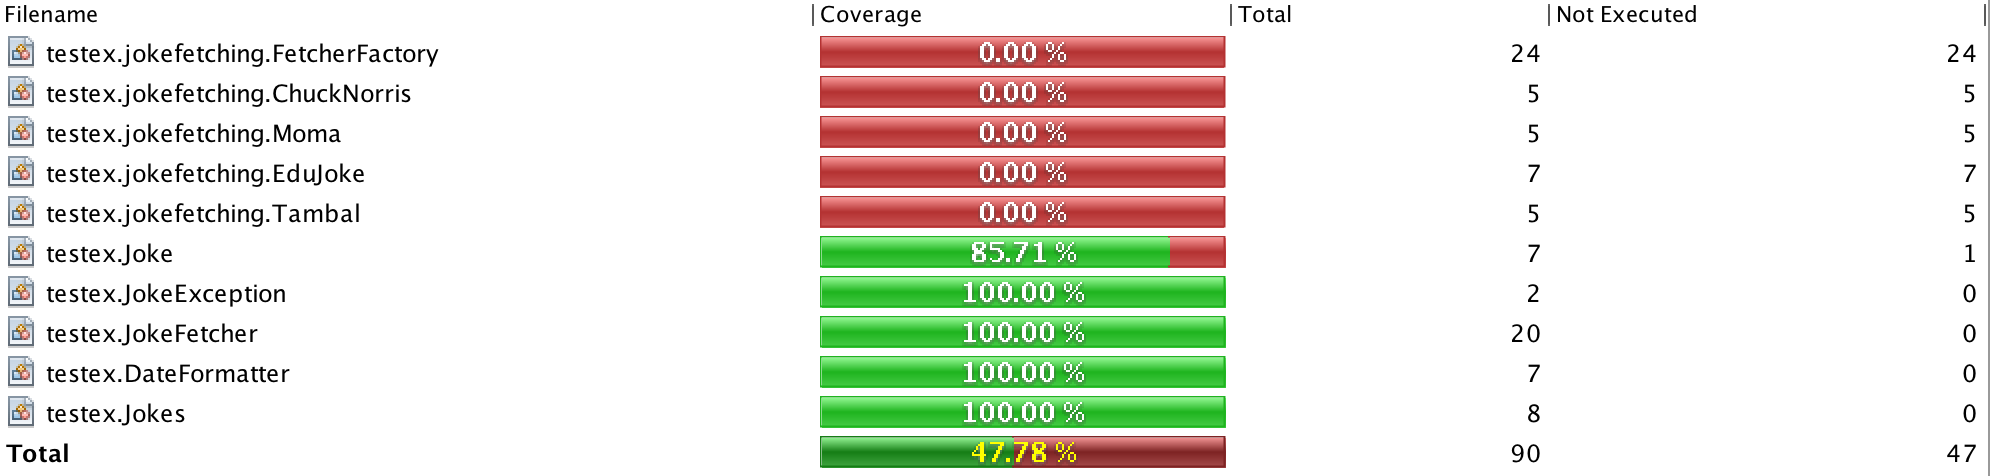 Filename Coverage Total Not Executed
testex.jokefetching.FetcherFactory 0.00 % 24 24
testex.jokefetching.ChuckNorris 0.00 % 5 5
testex.jokefetching.Moma 0.00 % 5 5
testex.jokefetching.EduJoke 0.00 % 7 7
testex.jokefetching.Tambal 0.00 % 5 5
testex.Joke 85.71 % 7 1
testex.JokeException 100.00 % 2 0
testex.JokeFetcher 100.00 % 20 0
testex.DateFormatter 100.00 % 7 0
testex.Jokes 100.00 % 8 0
Total 47.78 % 90 47